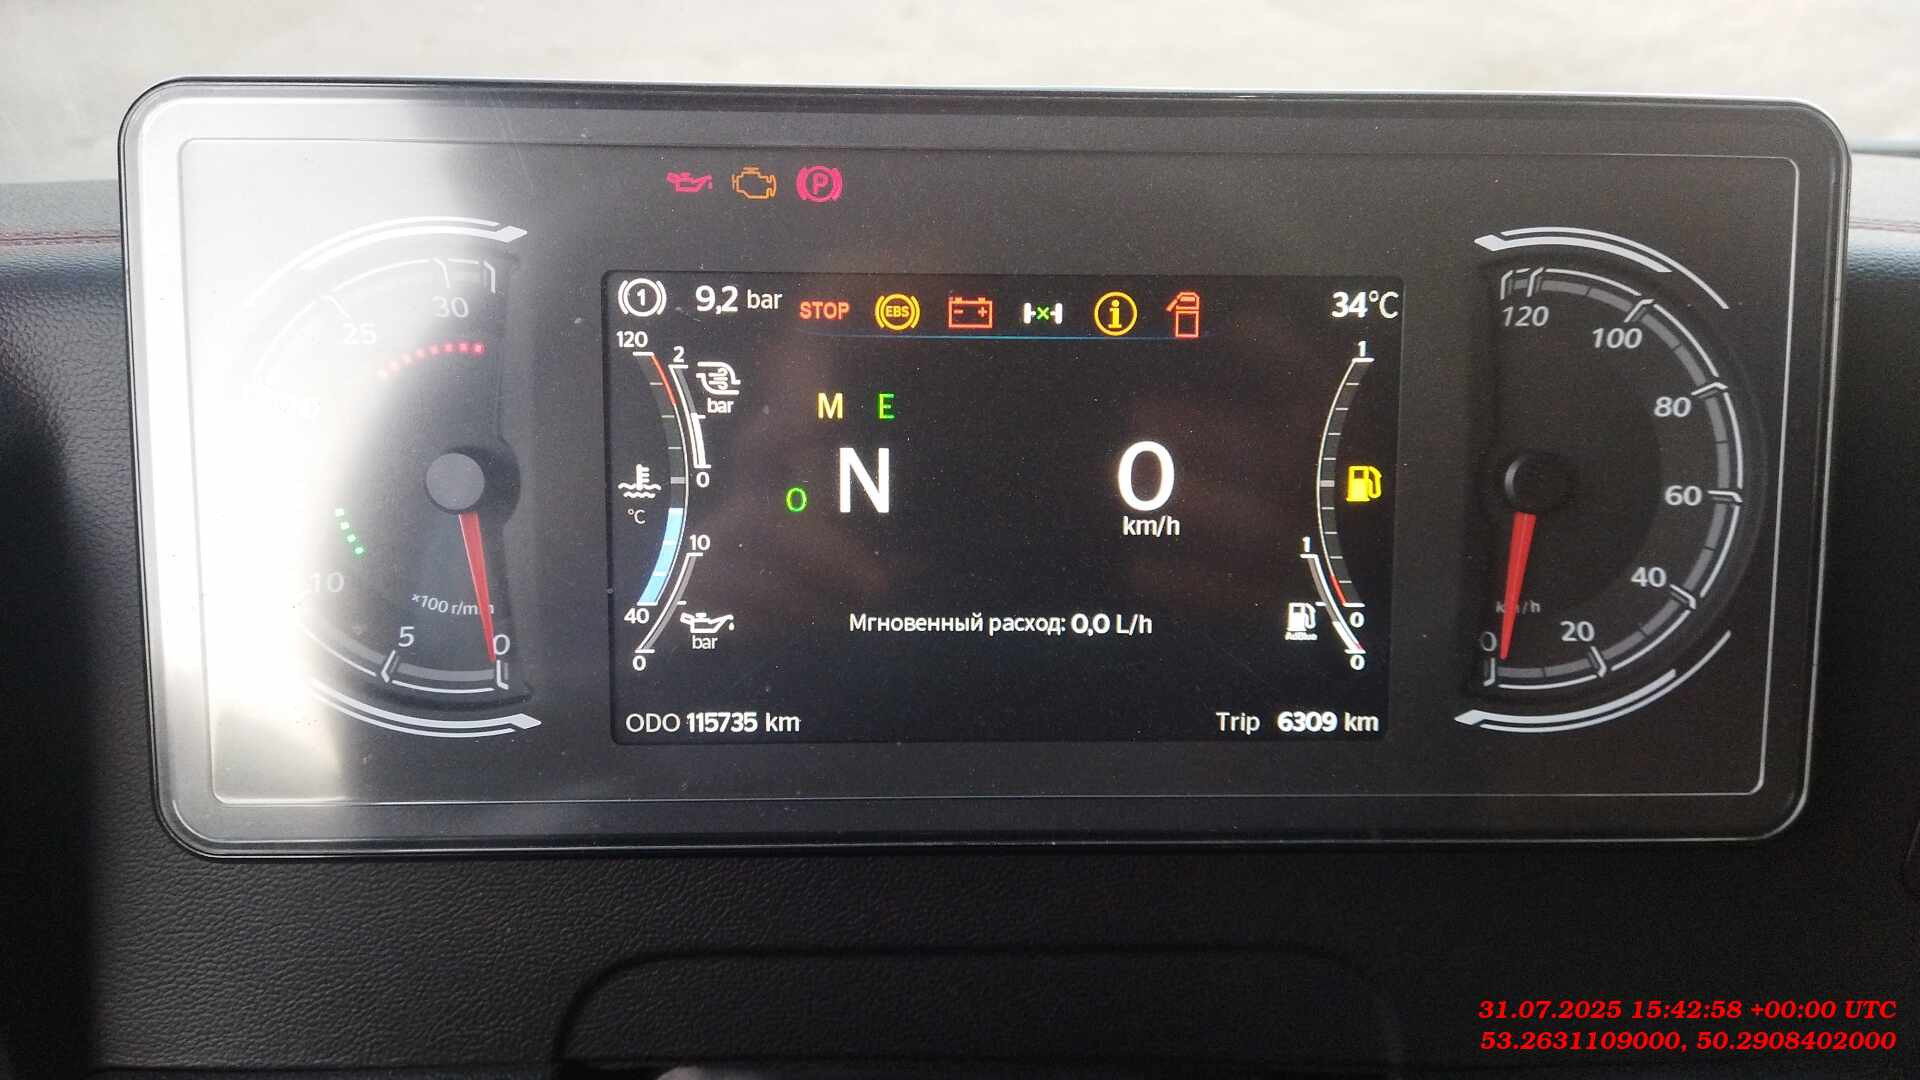 P
1 9,2 bar STOP EBS 34°C
30
25
10
×100 r/min
5
0
120
2
bar
0
°C
10
40
bar
0
M E
O N
0
km/h
Мгновенный расход: 0,0 L/h
1
1
0
AdBlue
0
ODO 115735 km
Trip 6309 km
120
100
80
60
40
20
0
km/h
31.07.2025 15:42:58 +00:00 UTC
53.2631109000, 50.2908402000